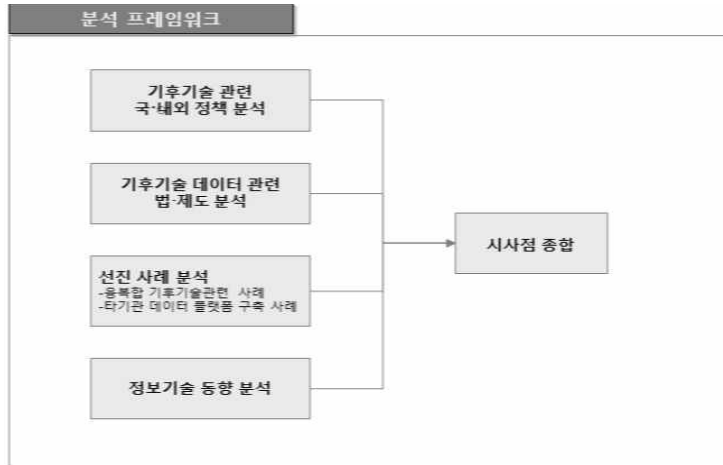 분석 프레임워크
기후기술 관련
국·내외 정책 분석
기후기술 데이터 관련
법·제도 분석
시사점 종합
선진 사례 분석
-융복합 기후기술관련 사례
-타기관 데이터 플랫폼 구축 사례
정보기술 동향 분석